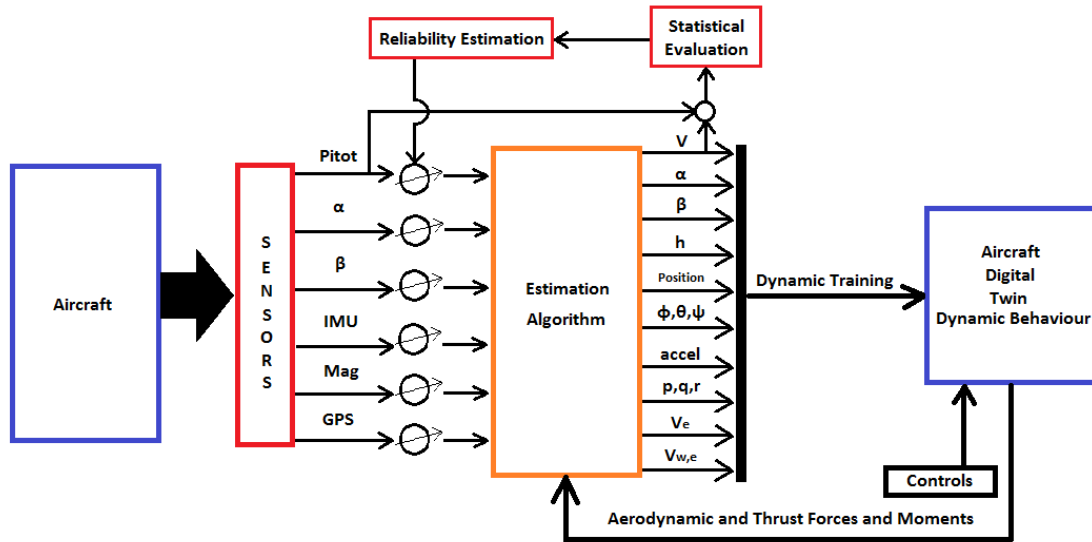 Statistical
Evaluation
Reliability Estimation
Pitot
α
β
IMU
Mag
GPS
Aircraft
S
E
N
S
O
R
S
Estimation
Algorithm
V
α
β
h
Position
ϕ,θ,ψ
accel
p,q,r
Ve
Vw,e
Dynamic Training
Aircraft
Digital
Twin
Dynamic Behaviour
Controls
Aerodynamic and Thrust Forces and Moments